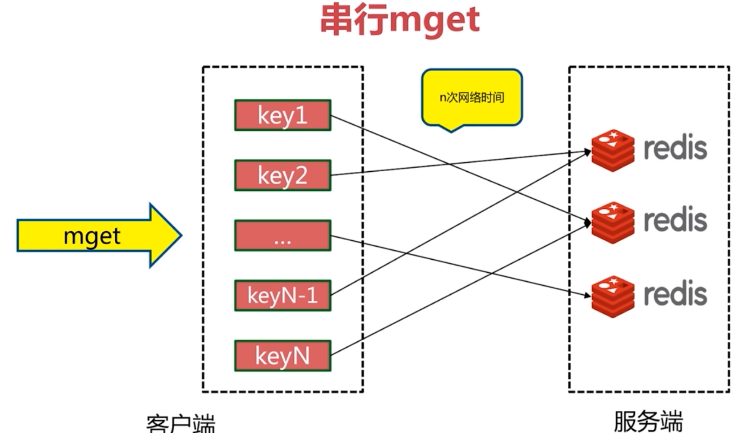 串行mget
n次网络时间
key1
redis
key2
mget
...
redis
keyN-1
redis
keyN
客户端
服务端